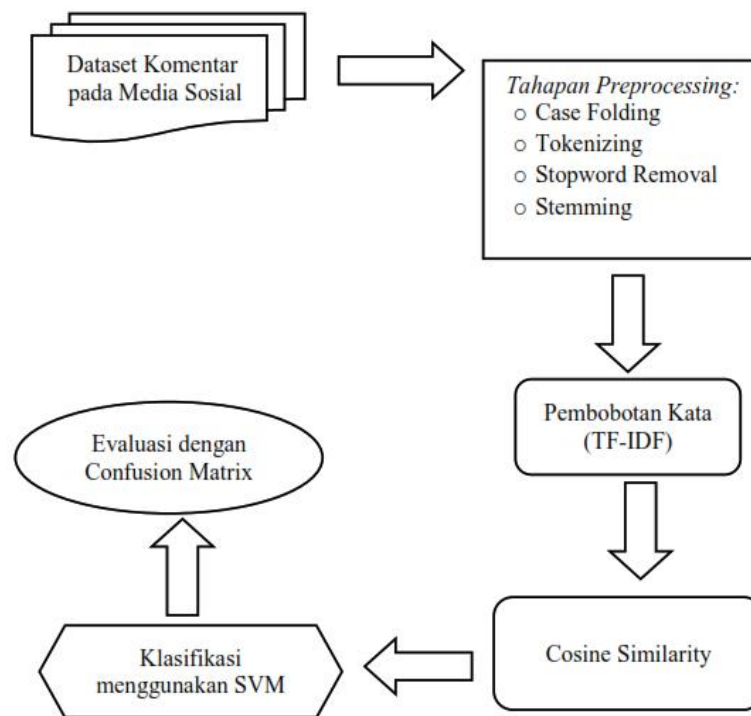 Dataset Komentar
pada Media Sosial
Tahapan Preprocessing:
○ Case Folding
○ Tokenizing
○ Stopword Removal
○ Stemming
Pembobotan Kata
(TF-IDF)
Cosine Similarity
Klasifikasi
menggunakan SVM
Evaluasi dengan
Confusion Matrix